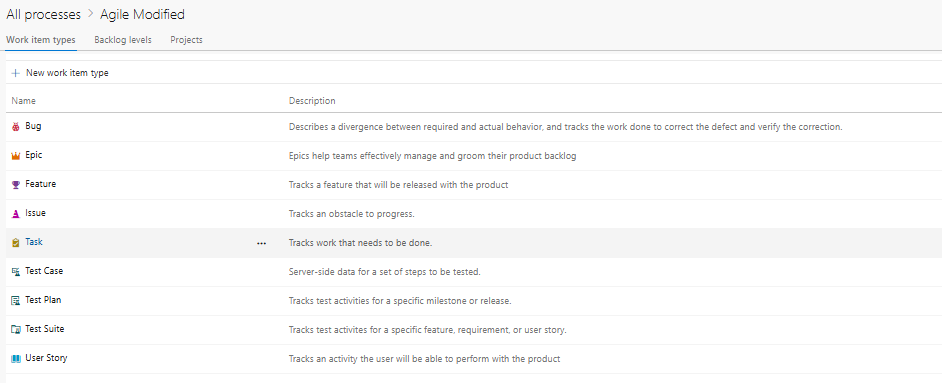 All processes > Agile Modified
Work item types Backlog levels Projects
+ New work item type
Name Description
Bug Describes a divergence between required and actual behavior, and tracks the work done to correct the defect and verify the correction.
Epic Epics help teams effectively manage and groom their product backlog
Feature Tracks a feature that will be released with the product
Issue Tracks an obstacle to progress.
Task ... Tracks work that needs to be done.
Test Case Server-side data for a set of steps to be tested.
Test Plan Tracks test activities for a specific milestone or release.
Test Suite Tracks test activites for a specific feature, requirement, or user story.
User Story Tracks an activity the user will be able to perform with the product